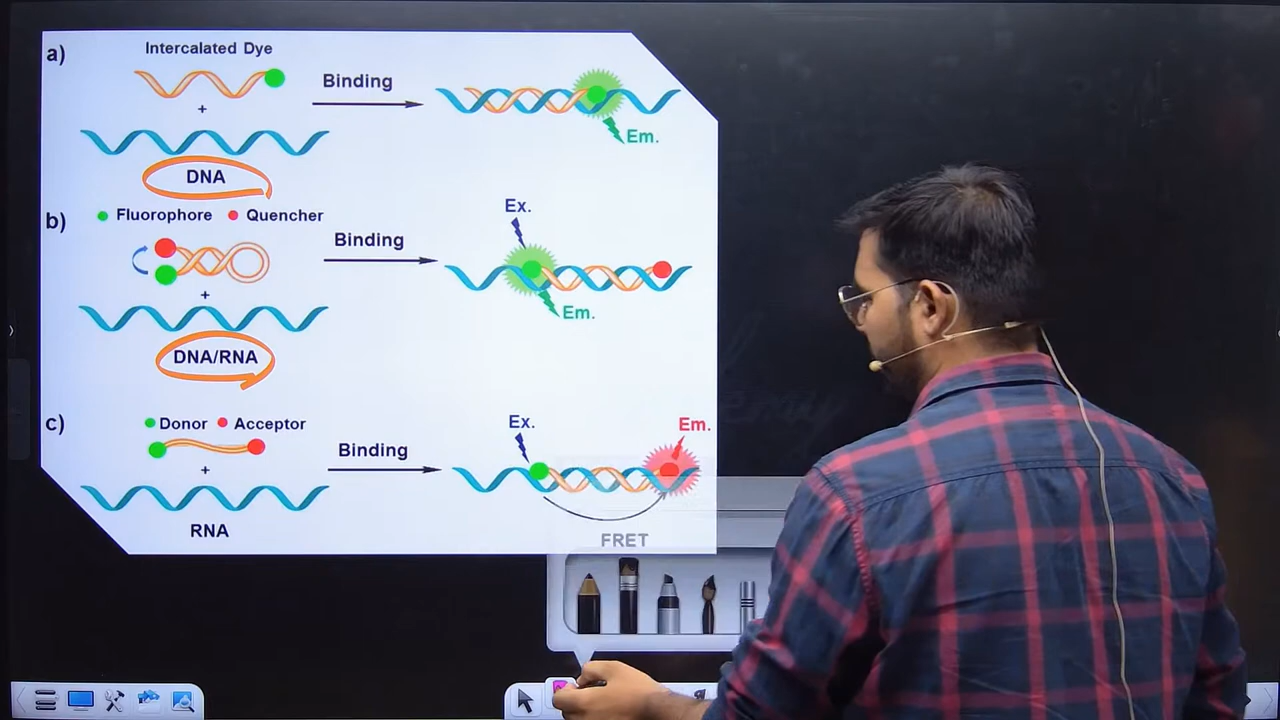 a)
Intercalated Dye
+
Binding
Em.
DNA
b)
Fluorophore Quencher
+
Binding
Ex.
Em.
DNA/RNA
c)
Donor Acceptor
+
Binding
Ex.
Em.
RNA
FRET